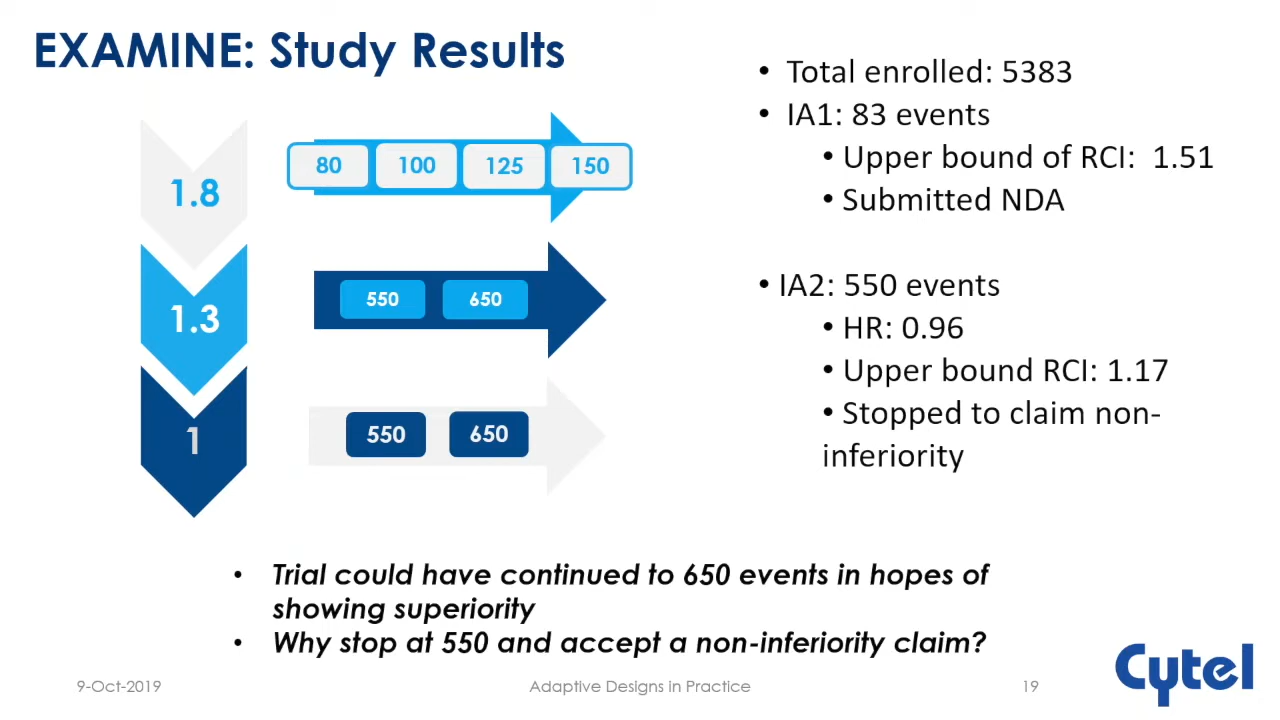 EXAMINE: Study Results
1.8
80 100 125 150
1.3
550 650
1
550 650
• Total enrolled: 5383
• IA1: 83 events
• Upper bound of RCI: 1.51
• Submitted NDA
• IA2: 550 events
• HR: 0.96
• Upper bound RCI: 1.17
• Stopped to claim non-
inferiority
• Trial could have continued to 650 events in hopes of
showing superiority
• Why stop at 550 and accept a non-inferiority claim?
9-Oct-2019
Adaptive Designs in Practice
19
Cytel